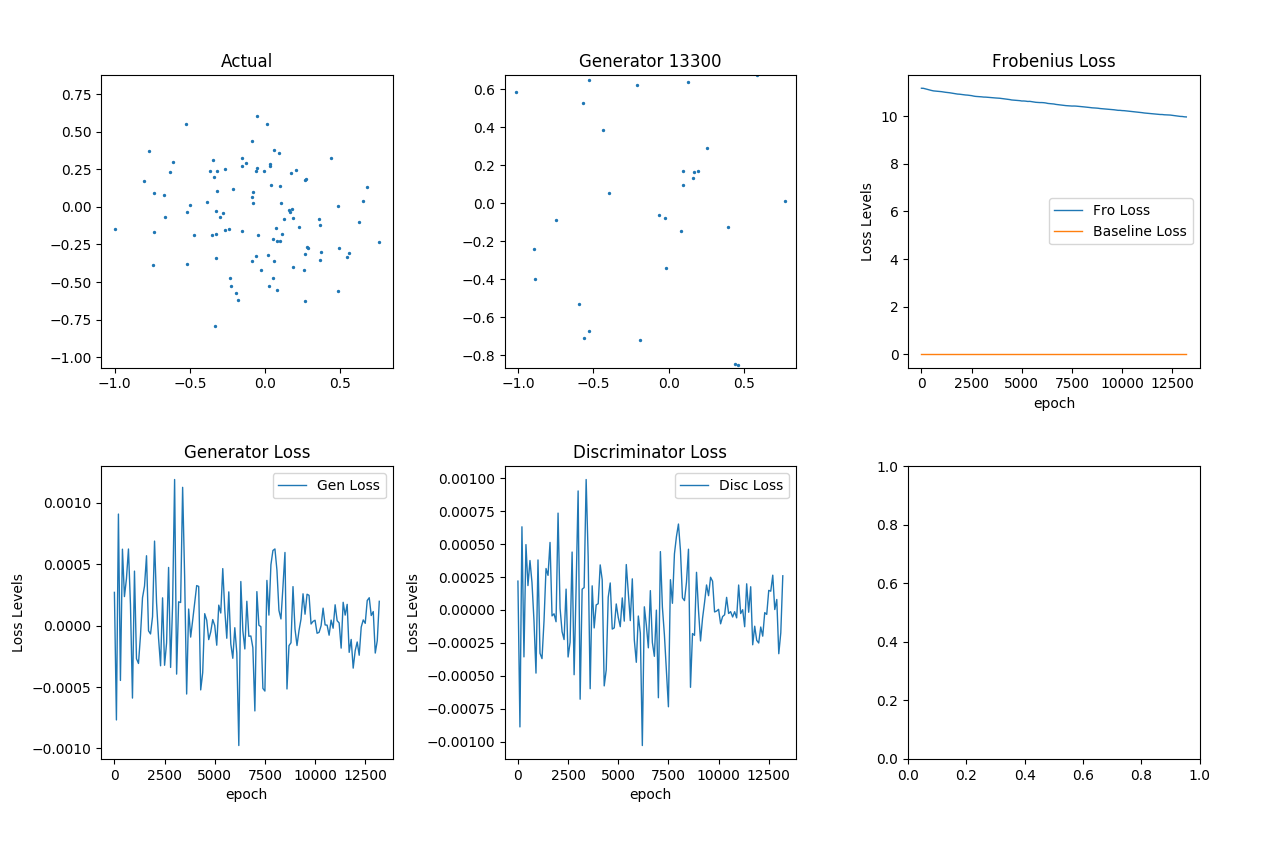 Actual
0.75
0.50
0.25
0.00
−0.25
−0.50
−0.75
−1.00
−1.0 −0.5 0.0 0.5
Generator 13300
0.6
0.4
0.2
0.0
−0.2
−0.4
−0.6
−0.8
−1.0 −0.5 0.0 0.5
Frobenius Loss
Loss Levels
10
8
6
4
2
0
Fro Loss
Baseline Loss
0 2500 5000 7500 10000 12500
epoch
Generator Loss
Loss Levels
Gen Loss
0.0010
0.0005
0.0000
−0.0005
−0.0010
0 2500 5000 7500 10000 12500
epoch
Discriminator Loss
Loss Levels
Disc Loss
0.00100
0.00075
0.00050
0.00025
0.00000
−0.00025
−0.00050
−0.00075
−0.00100
0 2500 5000 7500 10000 12500
epoch
1.0
0.8
0.6
0.4
0.2
0.0
0.0 0.2 0.4 0.6 0.8 1.0